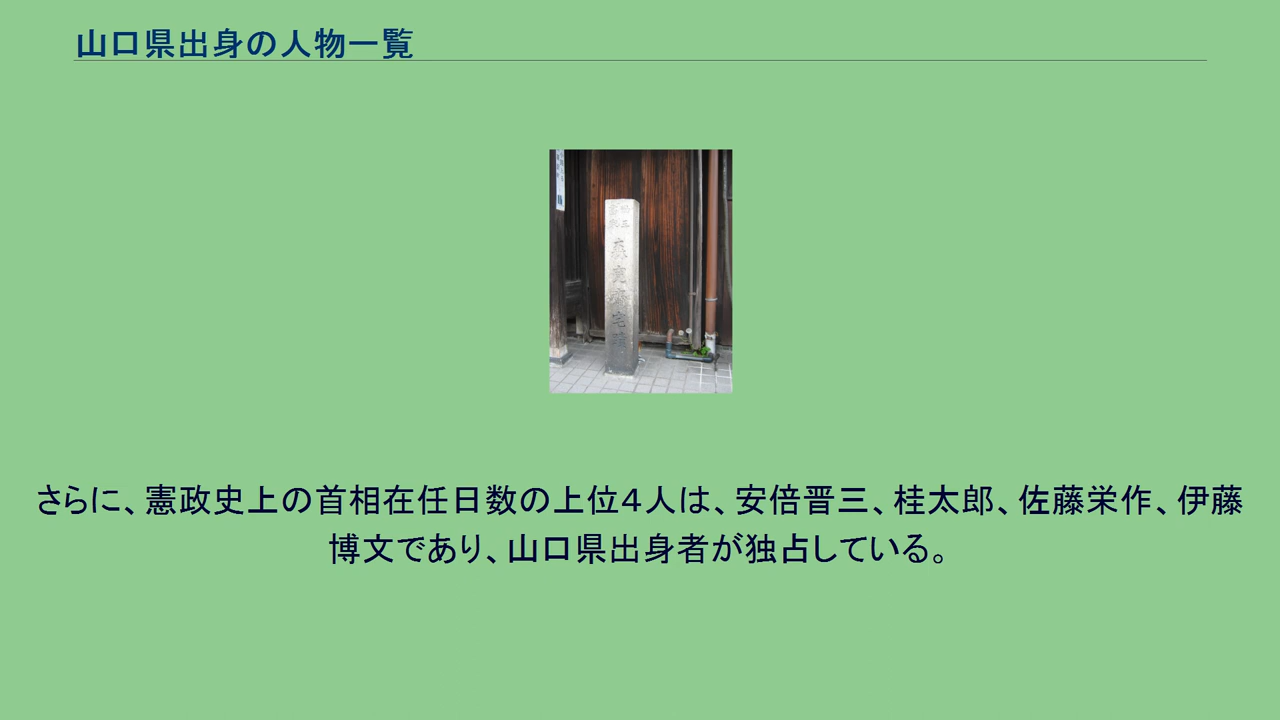 山口県出身の人物一覧
さらに、憲政史上の首相在任日数の上位４人は、安倍晋三、桂太郎、佐藤栄作、伊藤
博文であり、山口県出身者が独占している。